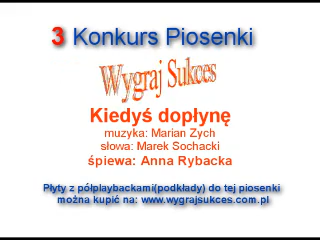 3 Konkurs Piosenki
Wygraj Sukces
Kiedyś dopłynę
muzyka: Marian Zych
słowa: Marek Sochacki
śpiewa: Anna Rybacka
Płyty z półplaybackami(podkłady) do tej piosenki
można kupić na: www.wygrajsukces.com.pl